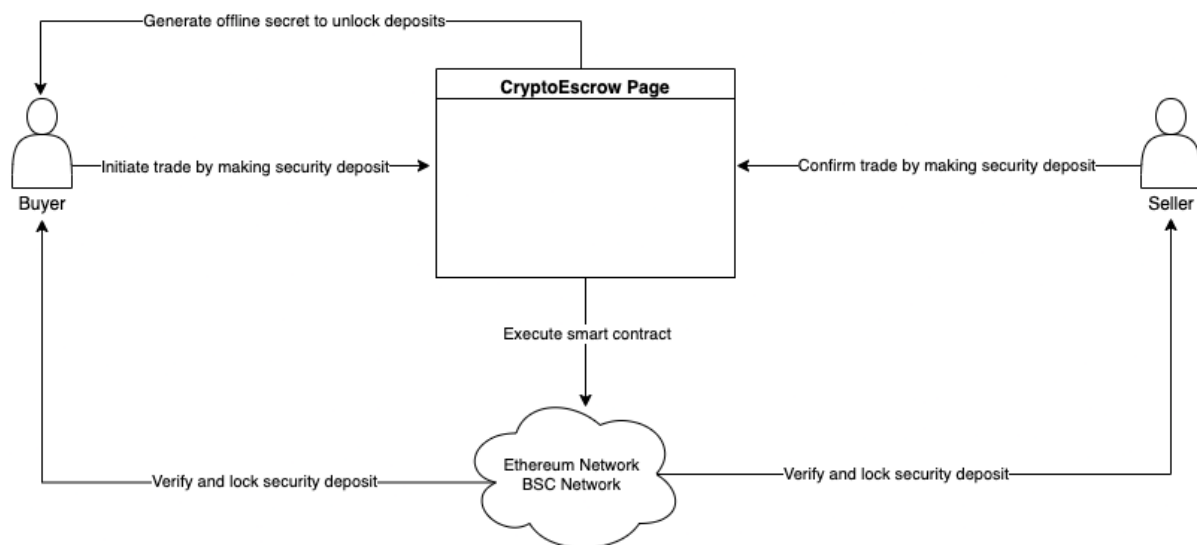 Generate offline secret to unlock deposits
CryptoEscrow Page
Initiate trade by making security deposit
Confirm trade by making security deposit
Buyer
Seller
Execute smart contract
Ethereum Network
BSC Network
Verify and lock security deposit
Verify and lock security deposit